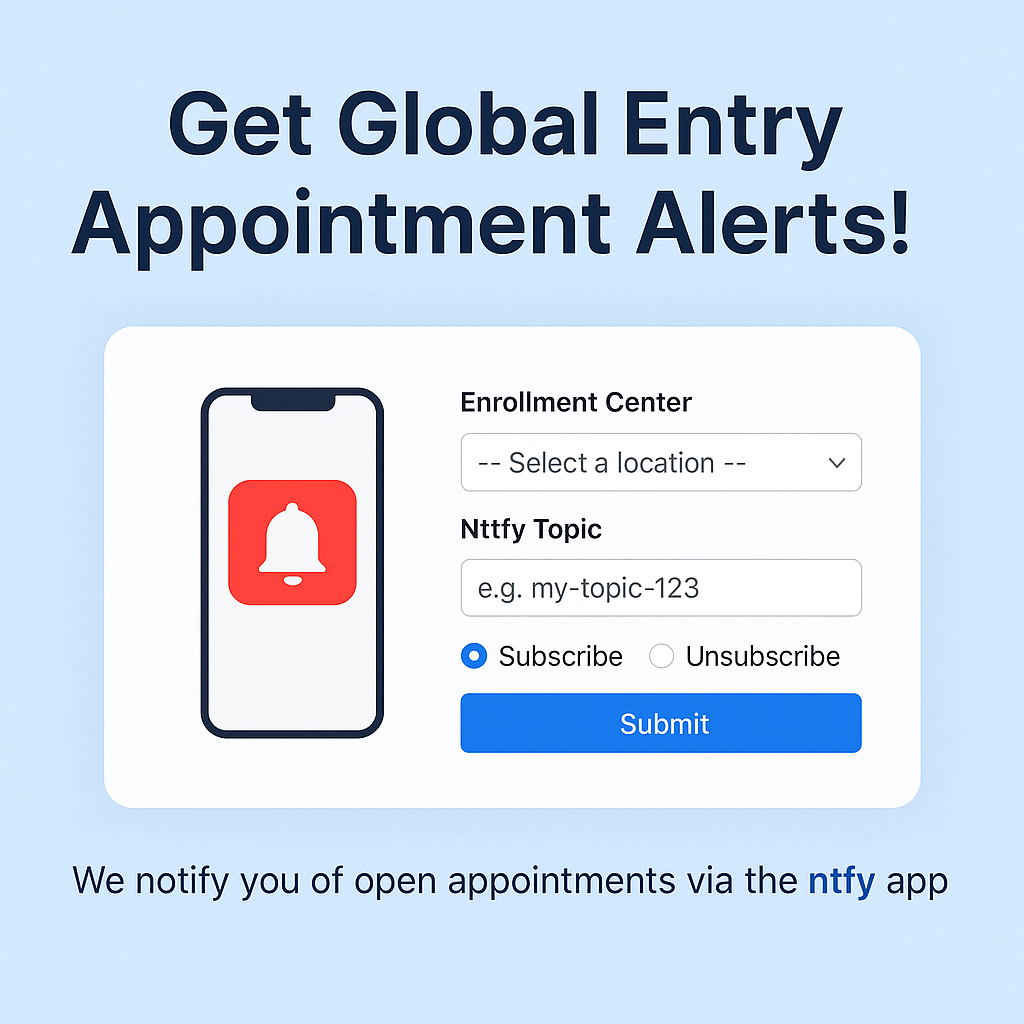 Get Global Entry
Appointment Alerts!
Enrollment Center
-- Select a location --
Nttfy Topic
e.g. my-topic-123
Subscribe Unsubscribe
Submit
We notify you of open appointments via the ntfy app